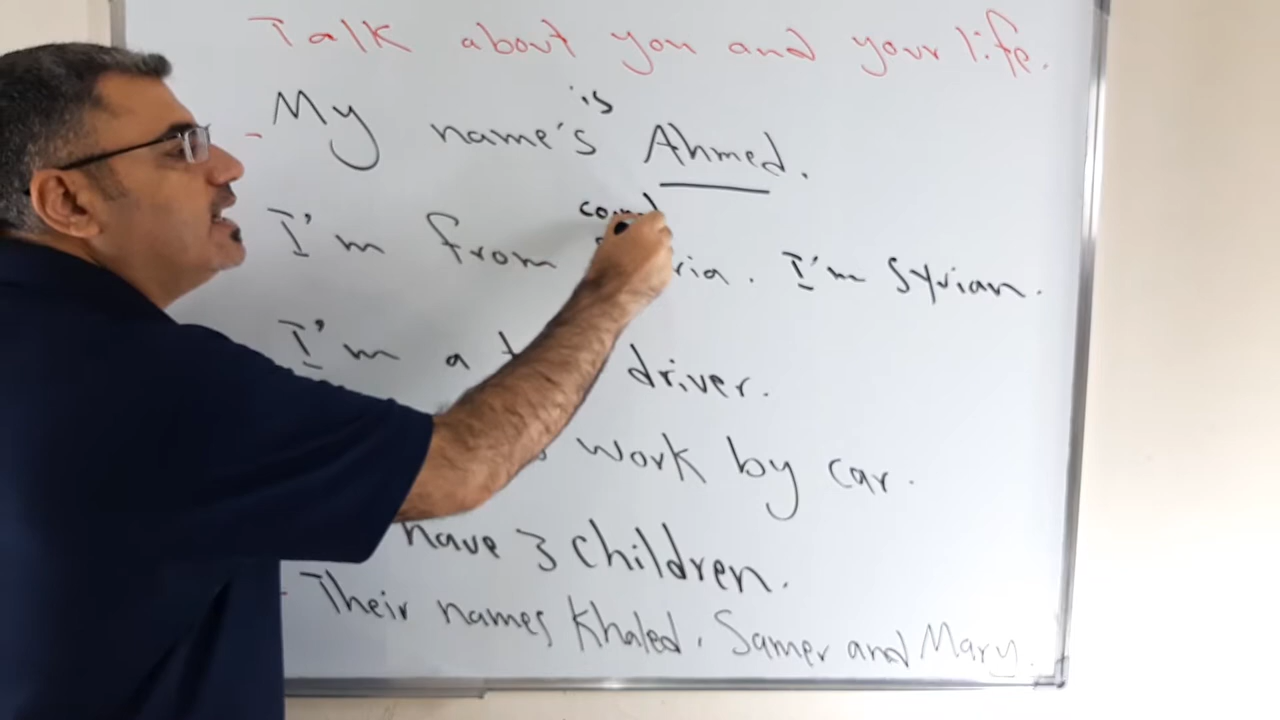 Talk about you and your life.
is
- My name's Ahmed.
I'm from ria. I'm Syrian.
I'm a driver.
work by car.
have 3 children.
- Their names Khaled, Samer and Mary.